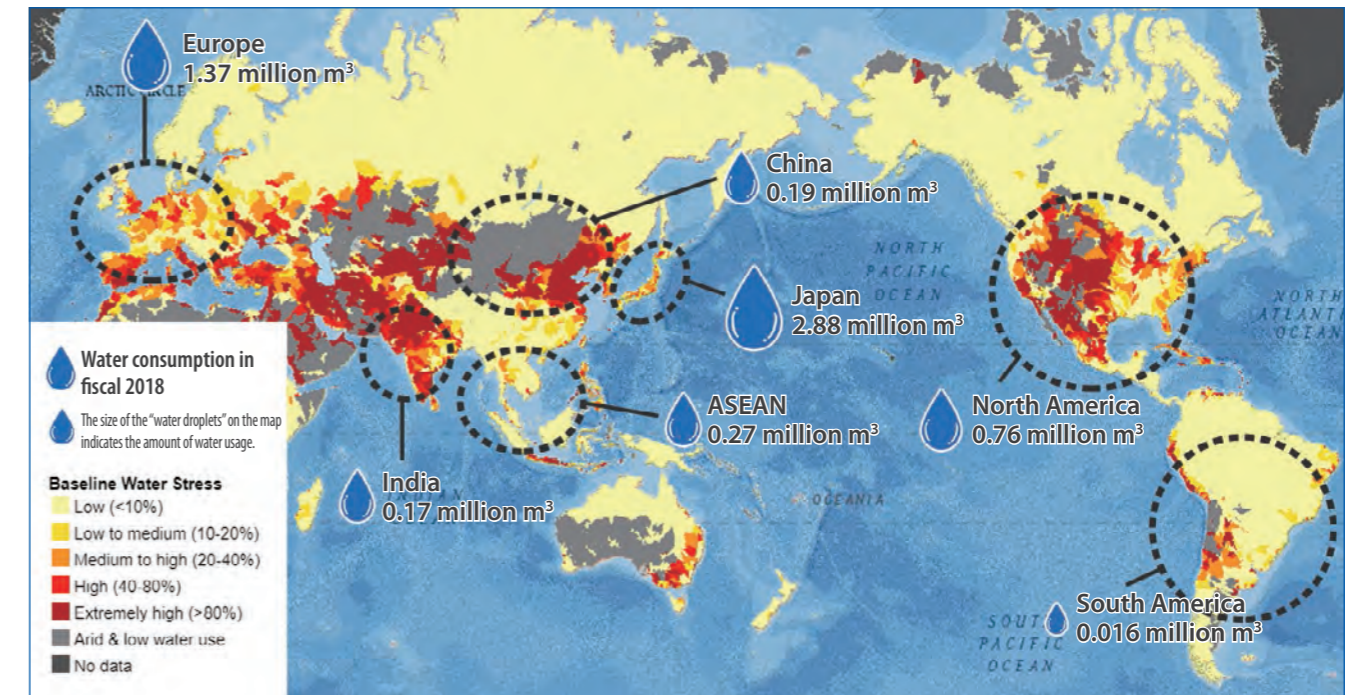 Europe
1.37 million m³
ARCTIC CIRCLE
China
0.19 million m³
NORTH
PACIFIC
OCEAN
Japan
2.88 million m³
NORTH
ATLANTIC
OCEAN
Water consumption in
fiscal 2018
The size of the “water droplets” on the map
indicates the amount of water usage.
ASEAN
0.27 million m³
North America
0.76 million m³
Baseline Water Stress
Low (<10%)
Low to medium (10-20%)
Medium to high (20-40%)
High (40-80%)
Extremely high (>80%)
Arid & low water use
No data
India
0.17 million m³
OCEANIA
South America
0.016 million m³
SOUTH
PACIFIC
OCEAN